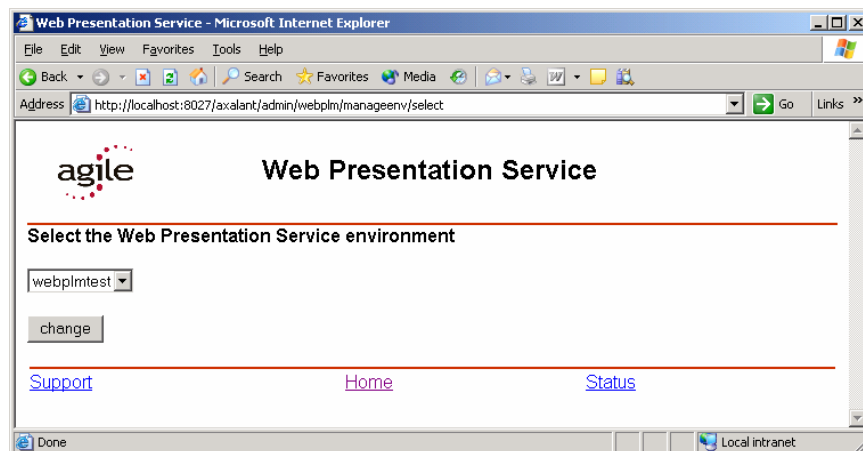 Web Presentation Service - Microsoft Internet Explorer
File Edit View Favorites Tools Help
Back Search Favorites Media
Address http://localhost:8027/axalant/admin/webplm/manageenv/select Go Links »
agile Web Presentation Service
Select the Web Presentation Service environment
webplmtest
change
Support Home Status
Done Local intranet